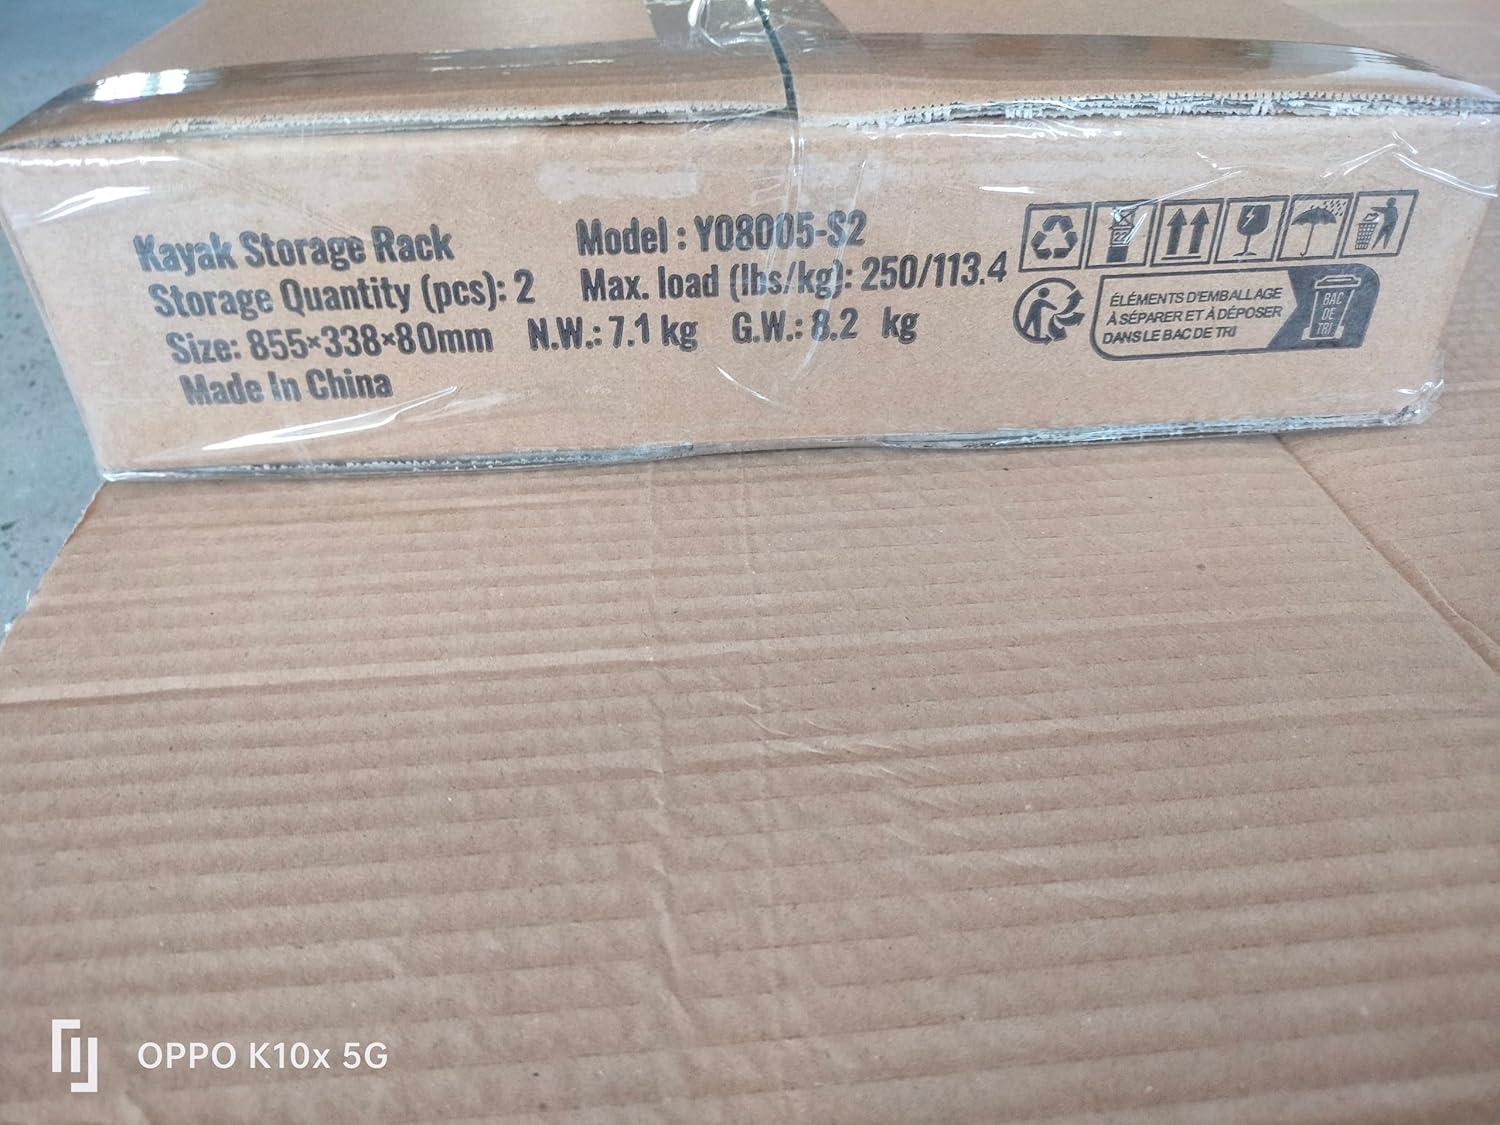 Kayak Storage Rack Model : Y08005-S2
Storage Quantity (pcs): 2 Max. load (lbs/kg): 250/113.4
Size: 855×338×80mm N.W.: 7.1 kg G.W.: 8.2 kg
Made In China
ÉLÉMENTS D'EMBALLAGE
À SÉPARER ET À DÉPOSER
DANS LE BAC DE TRI
BAC
DE
TRI
OPPO K10x 5G